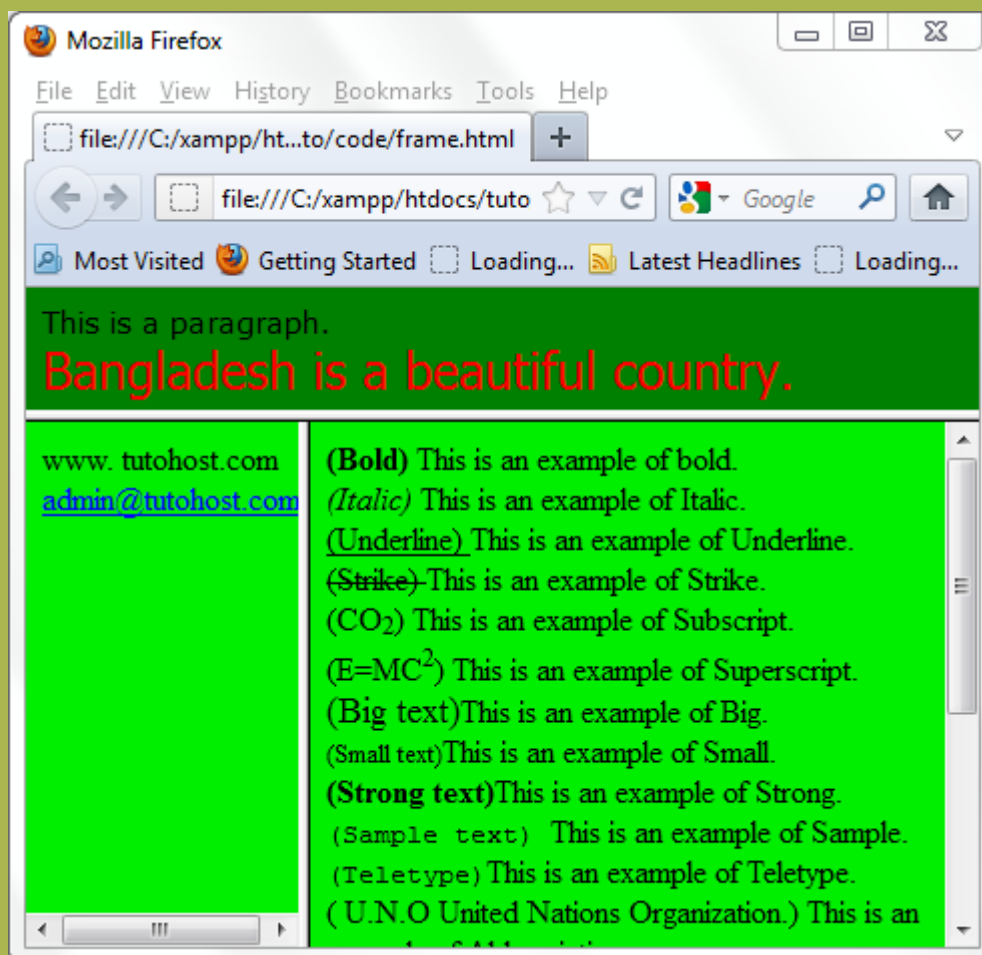 Mozilla Firefox
File Edit View History Bookmarks Tools Help
file:///C:/xampp/ht...to/code/frame.html +
file:///C:/xampp/htdocs/tuto Google
Most Visited Getting Started Loading... Latest Headlines Loading...
This is a paragraph.
Bangladesh is a beautiful country.
www. tutohost.com
admin@tutohost.com
(Bold) This is an example of bold.
(Italic) This is an example of Italic.
(Underline) This is an example of Underline.
(Strike) This is an example of Strike.
(CO₂) This is an example of Subscript.
(E=MC²) This is an example of Superscript.
(Big text)This is an example of Big.
(Small text)This is an example of Small.
(Strong text)This is an example of Strong.
(Sample text) This is an example of Sample.
(Teletype)This is an example of Teletype.
( U.N.O United Nations Organization.) This is an